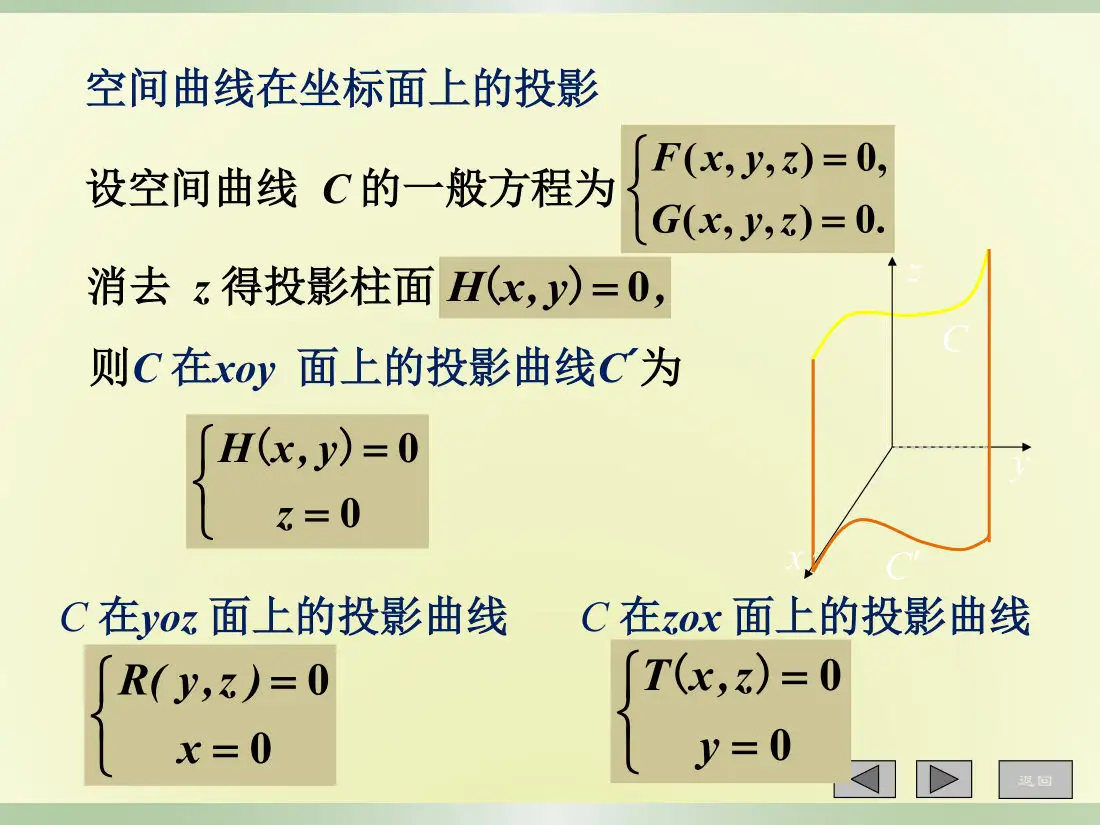 空间曲线在坐标面上的投影
设空间曲线 C 的一般方程为 { F(x, y, z) = 0,
G(x, y, z) = 0.
消去 z 得投影柱面 H(x, y) = 0,
z
C
则C 在xoy 面上的投影曲线C´为
H(x, y) = 0
z = 0
y
x
C′
C 在yoz 面上的投影曲线
C 在zox 面上的投影曲线
R( y, z ) = 0
x = 0
T(x, z) = 0
y = 0
返回